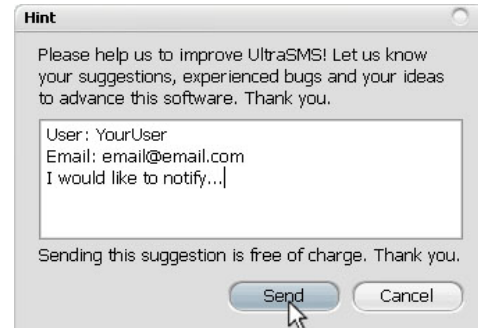 Hint
Please help us to improve UltraSMS! Let us know
your suggestions, experienced bugs and your ideas
to advance this software. Thank you.
User: YourUser
Email: email@email.com
I would like to notify...
Sending this suggestion is free of charge. Thank you.
Send Cancel